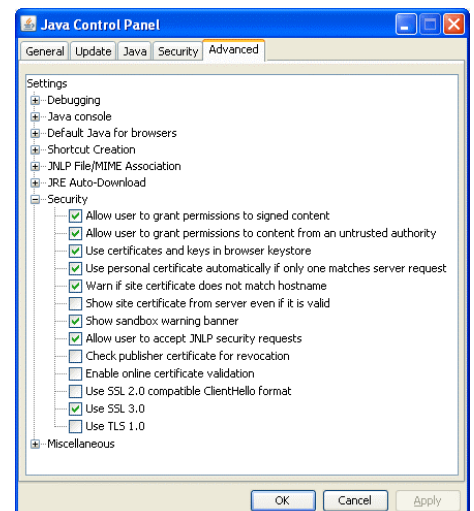 Java Control Panel
General Update Java Security Advanced
Settings
Debugging
Java console
Default Java for browsers
Shortcut Creation
JNLP File/MIME Association
JRE Auto-Download
Security
Allow user to grant permissions to signed content
Allow user to grant permissions to content from an untrusted authority
Use certificates and keys in browser keystore
Use personal certificate automatically if only one matches server request
Warn if site certificate does not match hostname
Show site certificate from server even if it is valid
Show sandbox warning banner
Allow user to accept JNLP security requests
Check publisher certificate for revocation
Enable online certificate validation
Use SSL 2.0 compatible ClientHello format
Use SSL 3.0
Use TLS 1.0
Miscellaneous
OK Cancel Apply